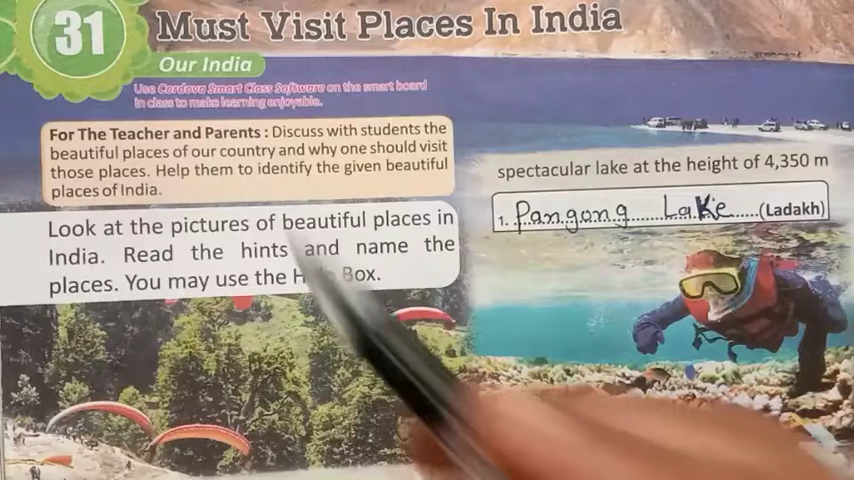 31
Must Visit Places In India
Our India
Use Cordova Smart Class Software on the smart board
in class to make learning enjoyable.
For The Teacher and Parents : Discuss with students the
beautiful places of our country and why one should visit
those places. Help them to identify the given beautiful
places of India.
Look at the pictures of beautiful places in
India. Read the hints and name the
places. You may use the H Box.
spectacular lake at the height of 4,350 m
1. Pangong Lake (Ladakh)